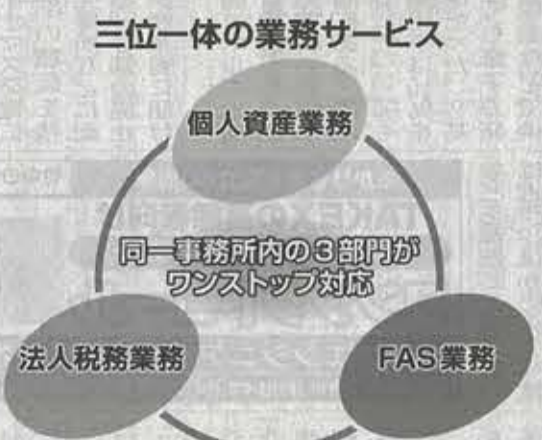 三位一体の業務サービス
個人資産業務
同一事務所内の3部門が
ワンストップ対応
法人税務業務
FAS業務